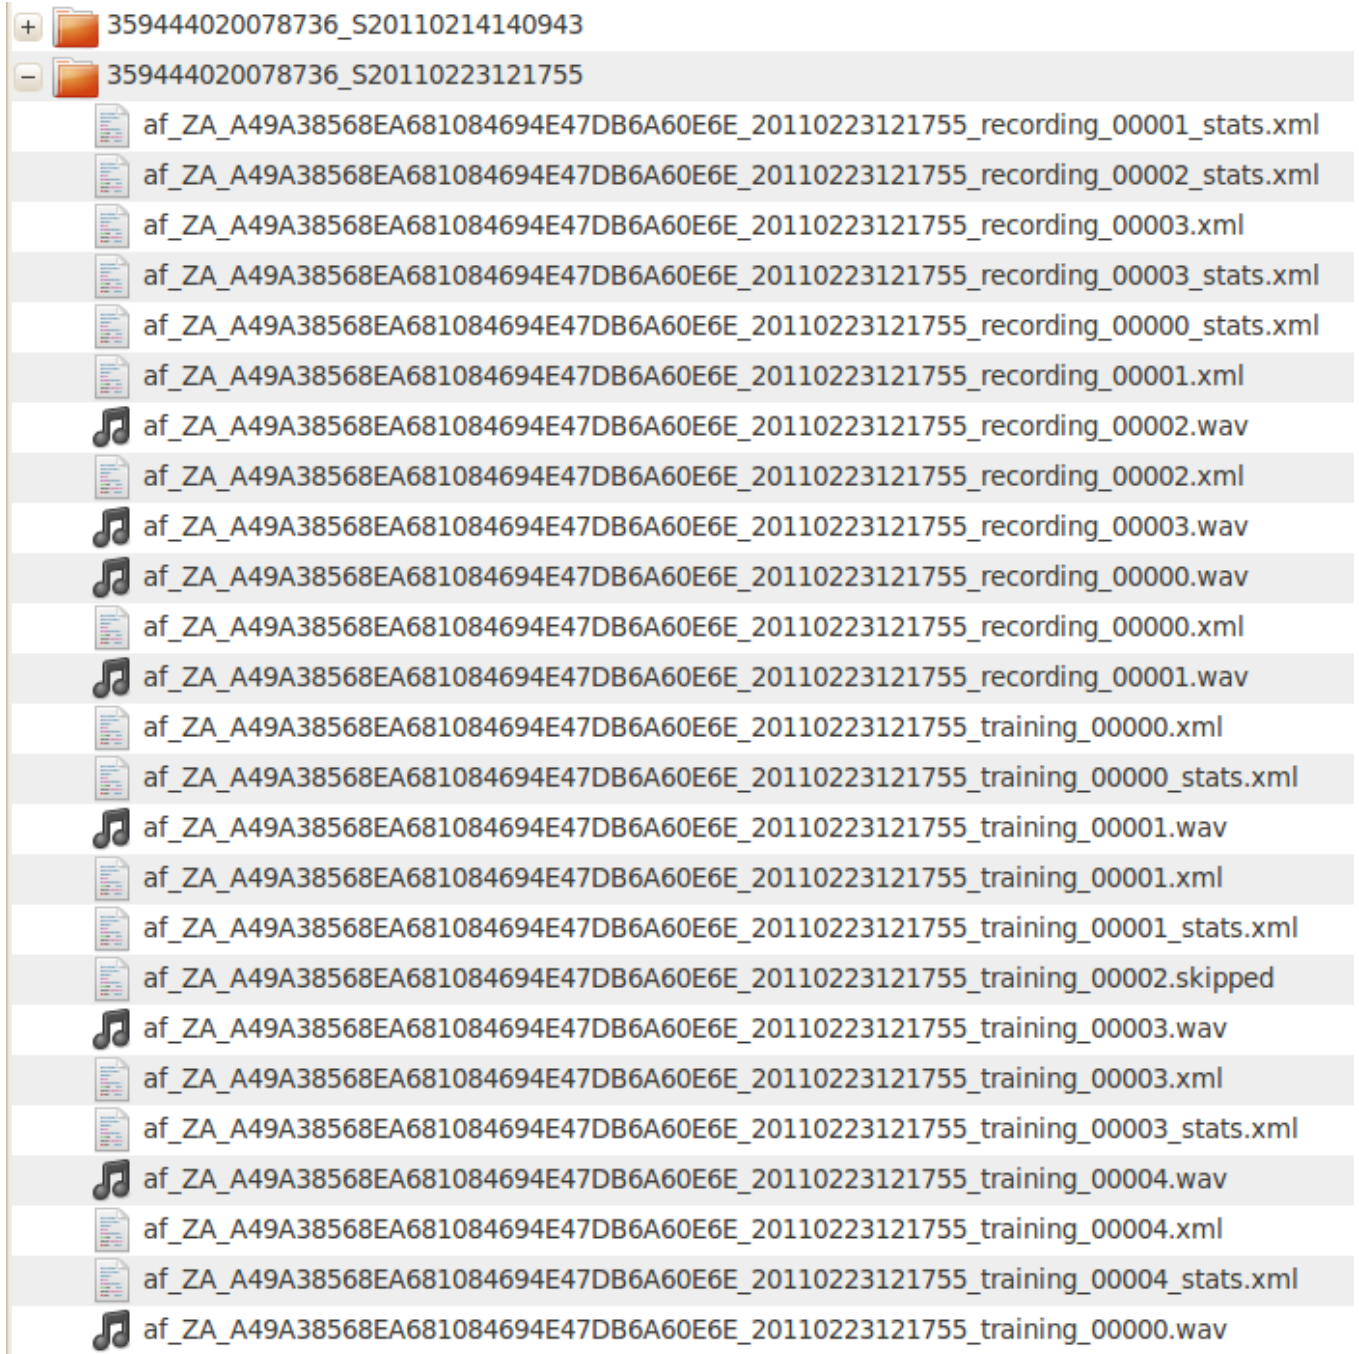 359444020078736_S20110214140943
359444020078736_S20110223121755
af_ZA_A49A38568EA681084694E47DB6A60E6E_20110223121755_recording_00001_stats.xml
af_ZA_A49A38568EA681084694E47DB6A60E6E_20110223121755_recording_00002_stats.xml
af_ZA_A49A38568EA681084694E47DB6A60E6E_20110223121755_recording_00003.xml
af_ZA_A49A38568EA681084694E47DB6A60E6E_20110223121755_recording_00003_stats.xml
af_ZA_A49A38568EA681084694E47DB6A60E6E_20110223121755_recording_00000_stats.xml
af_ZA_A49A38568EA681084694E47DB6A60E6E_20110223121755_recording_00001.xml
af_ZA_A49A38568EA681084694E47DB6A60E6E_20110223121755_recording_00002.wav
af_ZA_A49A38568EA681084694E47DB6A60E6E_20110223121755_recording_00002.xml
af_ZA_A49A38568EA681084694E47DB6A60E6E_20110223121755_recording_00003.wav
af_ZA_A49A38568EA681084694E47DB6A60E6E_20110223121755_recording_00000.wav
af_ZA_A49A38568EA681084694E47DB6A60E6E_20110223121755_recording_00000.xml
af_ZA_A49A38568EA681084694E47DB6A60E6E_20110223121755_recording_00001.wav
af_ZA_A49A38568EA681084694E47DB6A60E6E_20110223121755_training_00000.xml
af_ZA_A49A38568EA681084694E47DB6A60E6E_20110223121755_training_00000_stats.xml
af_ZA_A49A38568EA681084694E47DB6A60E6E_20110223121755_training_00001.wav
af_ZA_A49A38568EA681084694E47DB6A60E6E_20110223121755_training_00001.xml
af_ZA_A49A38568EA681084694E47DB6A60E6E_20110223121755_training_00001_stats.xml
af_ZA_A49A38568EA681084694E47DB6A60E6E_20110223121755_training_00002.skipped
af_ZA_A49A38568EA681084694E47DB6A60E6E_20110223121755_training_00003.wav
af_ZA_A49A38568EA681084694E47DB6A60E6E_20110223121755_training_00003.xml
af_ZA_A49A38568EA681084694E47DB6A60E6E_20110223121755_training_00003_stats.xml
af_ZA_A49A38568EA681084694E47DB6A60E6E_20110223121755_training_00004.wav
af_ZA_A49A38568EA681084694E47DB6A60E6E_20110223121755_training_00004.xml
af_ZA_A49A38568EA681084694E47DB6A60E6E_20110223121755_training_00004_stats.xml
af_ZA_A49A38568EA681084694E47DB6A60E6E_20110223121755_training_00000.wav